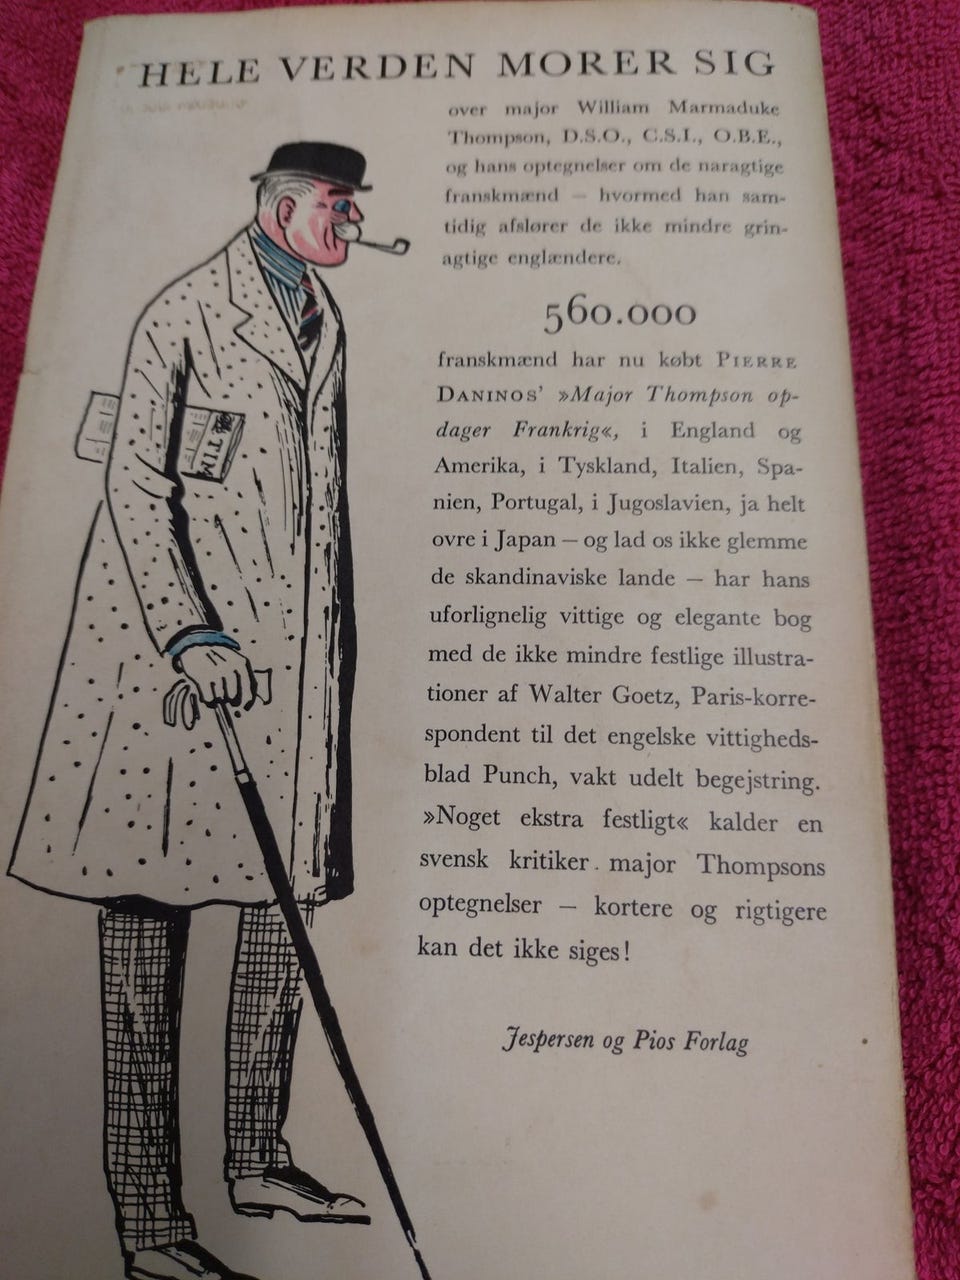 HELE VERDEN MORER SIG
over major William Marmaduke
Thompson, D.S.O., C.S.I., O.B.E.,
og hans optegnelser om de naragtige
franskmænd — hvormed han sam-
tidig afslører de ikke mindre grin-
agtige englændere.
560.000
franskmænd har nu købt PIERRE
DANINOS’ »Major Thompson op-
dager Frankrig«, i England og
Amerika, i Tyskland, Italien, Spa-
nien, Portugal, i Jugoslavien, ja helt
ovre i Japan — og lad os ikke glemme
de skandinaviske lande — har hans
uforlignelig vittige og elegante bog
med de ikke mindre festlige illustra-
tioner af Walter Goetz, Paris-korre-
spondent til det engelske vittigheds-
blad Punch, vakt udelt begejstring.
»Noget ekstra festligt« kalder en
svensk kritiker. major Thompsons
optegnelser — kortere og rigtigere
kan det ikke siges!
Jespersen og Pios Forlag
TIM